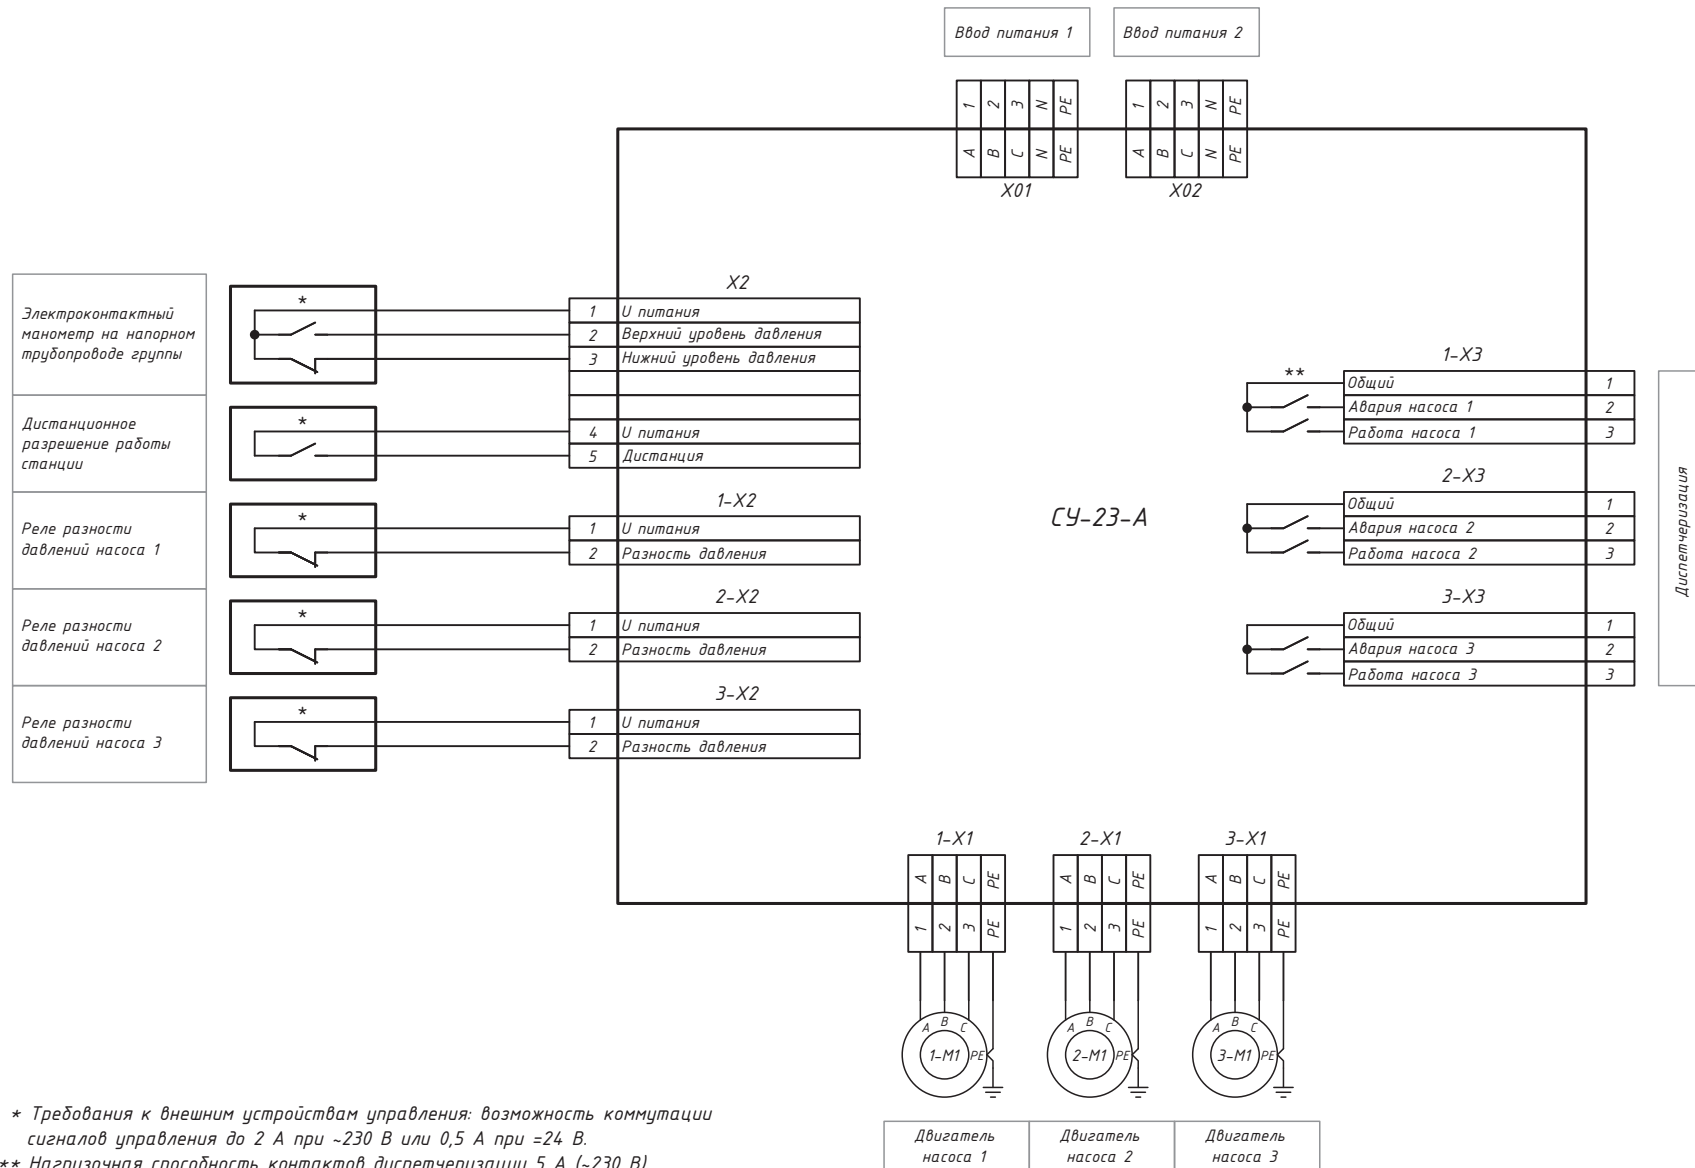 Ввод питания 1
Ввод питания 2
1 2 3 N PE
1 2 3 N PE
A B C N PE
A B C N PE
X01
X02
Электроконтактный
манометр на напорном
трубопроводе группы
*
X2
1 U питания
2 Верхний уровень давления
3 Нижний уровень давления
Дистанционное
разрешение работы
станции
*
4 U питания
5 Дистанция
Реле разности
давлений насоса 1
*
1-X2
1 U питания
2 Разность давления
Реле разности
давлений насоса 2
*
2-X2
1 U питания
2 Разность давления
Реле разности
давлений насоса 3
*
3-X2
1 U питания
2 Разность давления
СУ-23-А
1-X3
**
Общий 1
Авария насоса 1 2
Работа насоса 1 3
2-X3
Общий 1
Авария насоса 2 2
Работа насоса 2 3
3-X3
Общий 1
Авария насоса 3 2
Работа насоса 3 3
Диспетчеризация
1-X1
2-X1
3-X1
A B C PE
A B C PE
A B C PE
1 2 3 PE
1 2 3 PE
1 2 3 PE
A B C
1-M1 PE
A B C
2-M1 PE
A B C
3-M1 PE
Двигатель
насоса 1
Двигатель
насоса 2
Двигатель
насоса 3
* Требования к внешним устройствам управления: возможность коммутации
сигналов управления до 2 А при ~230 В или 0,5 А при =24 В.
** Нагрузочная способность контактов диспетчеризации 5 А (~230 В)